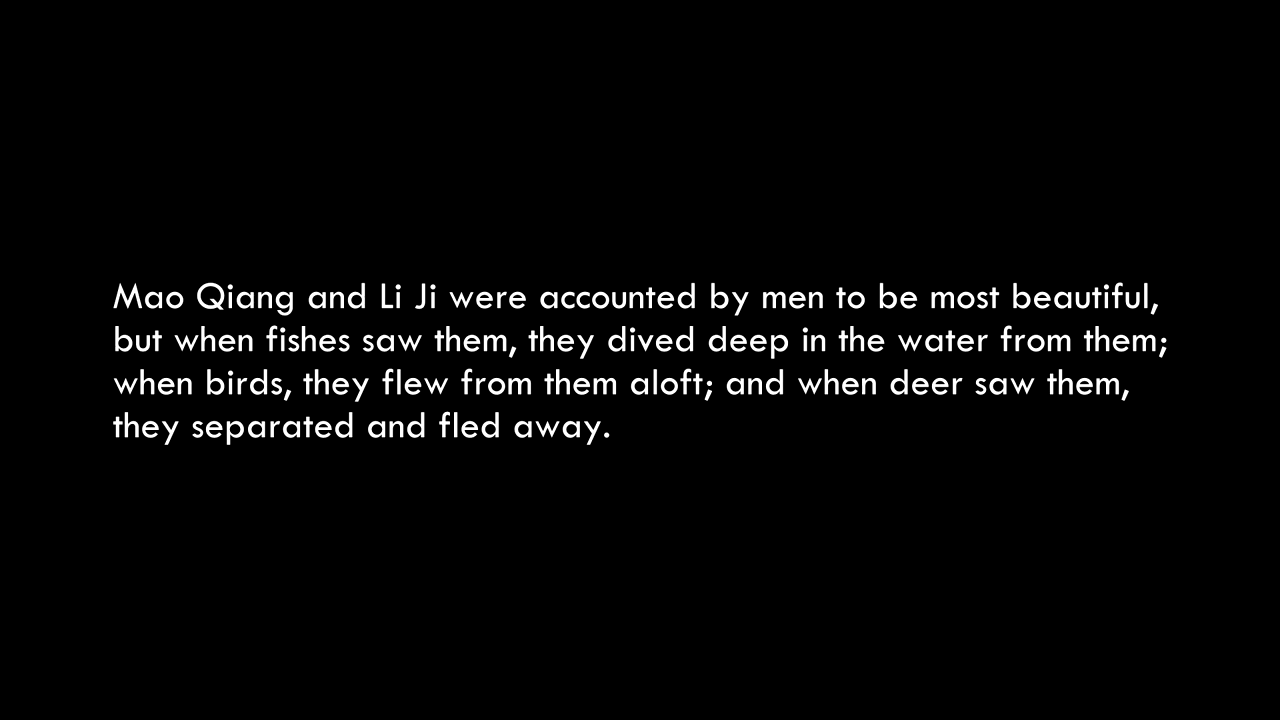 Mao Qiang and Li Ji were accounted by men to be most beautiful,
but when fishes saw them, they dived deep in the water from them;
when birds, they flew from them aloft; and when deer saw them,
they separated and fled away.